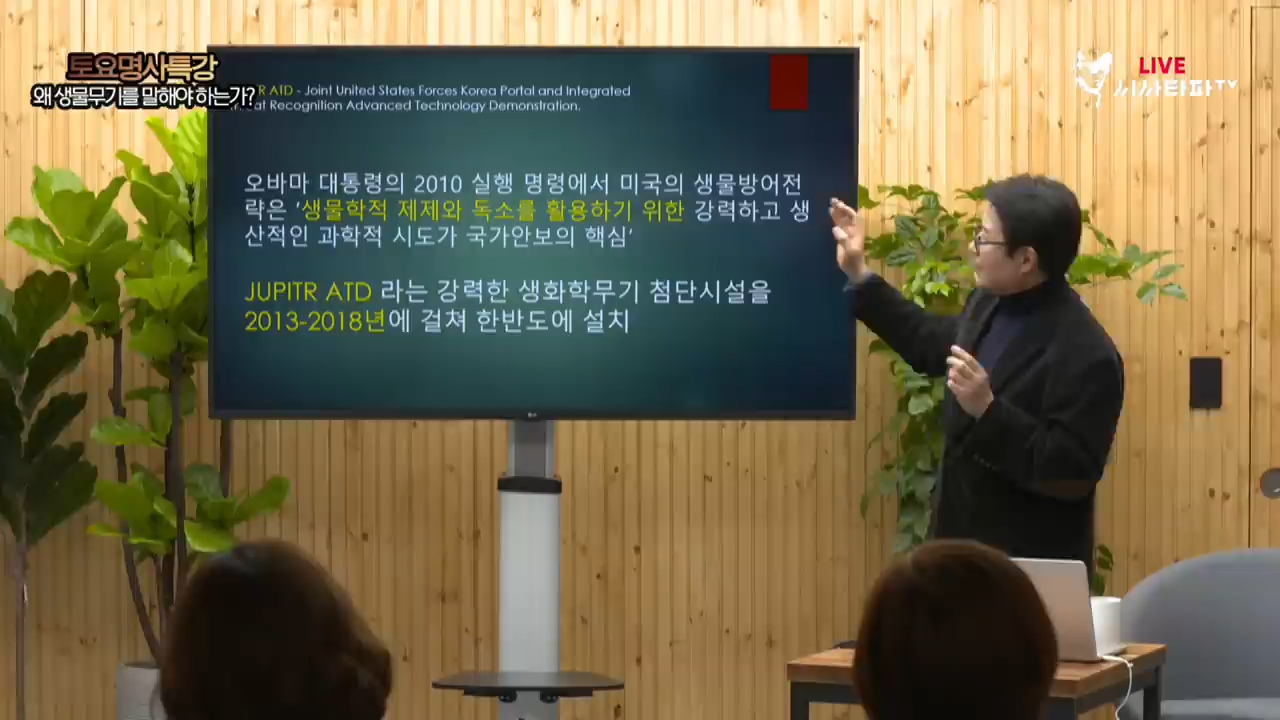 토요명사특강
왜 생물무기를 말해야 하는가?
LIVE
씨싸타파TV
R ATD - Joint United States Forces Korea Portal and Integrated
Recognition Advanced Technology Demonstration.
오바마 대통령의 2010 실행 명령에서 미국의 생물방어전
략은 '생물학적 제제와 독소를 활용하기 위한 강력하고 생
산적인 과학적 시도가 국가안보의 핵심'
JUPITR ATD 라는 강력한 생화학무기 첨단시설을
2013-2018년에 걸쳐 한반도에 설치
LG